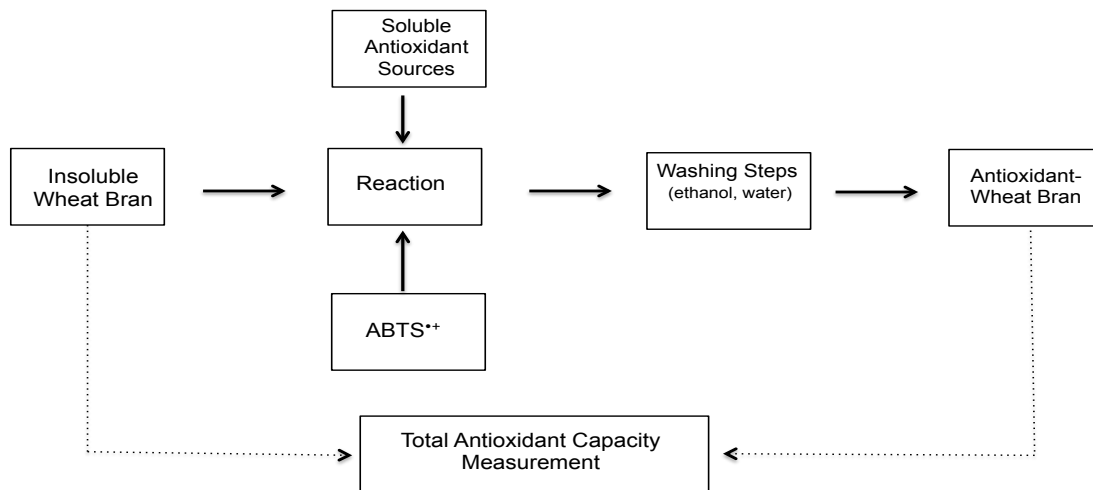 Soluble
Antioxidant
Sources
Insoluble
Wheat Bran
Reaction
Washing Steps
(ethanol, water)
Antioxidant-
Wheat Bran
ABTS•+
Total Antioxidant Capacity
Measurement